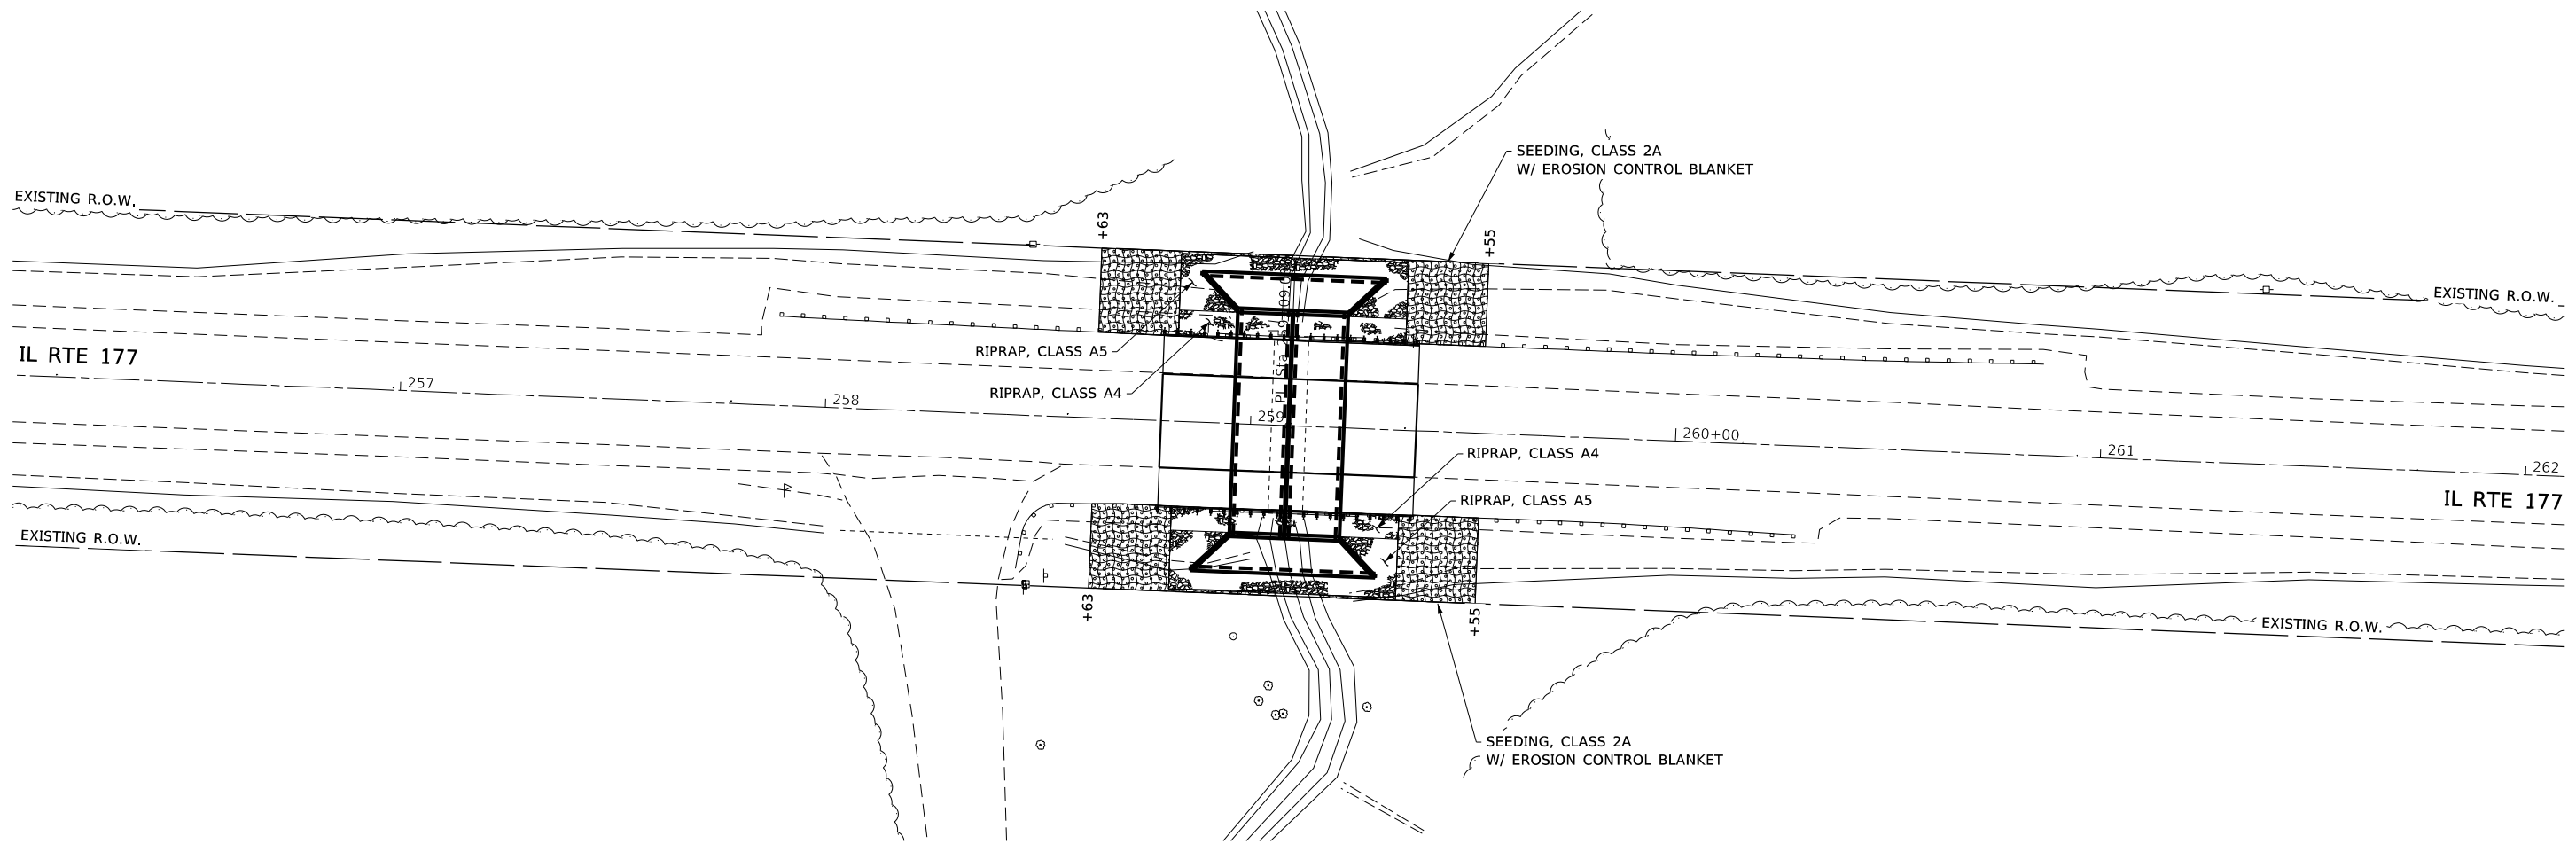 SEEDING, CLASS 2A
W/ EROSION CONTROL BLANKET
EXISTING R.O.W.
+63
+55
EXISTING R.O.W.
IL RTE 177
RIPRAP, CLASS A5
RIPRAP, CLASS A4
257
258
259
260+00
261
262
RIPRAP, CLASS A4
RIPRAP, CLASS A5
IL RTE 177
EXISTING R.O.W.
+63
+55
EXISTING R.O.W.
SEEDING, CLASS 2A
W/ EROSION CONTROL BLANKET